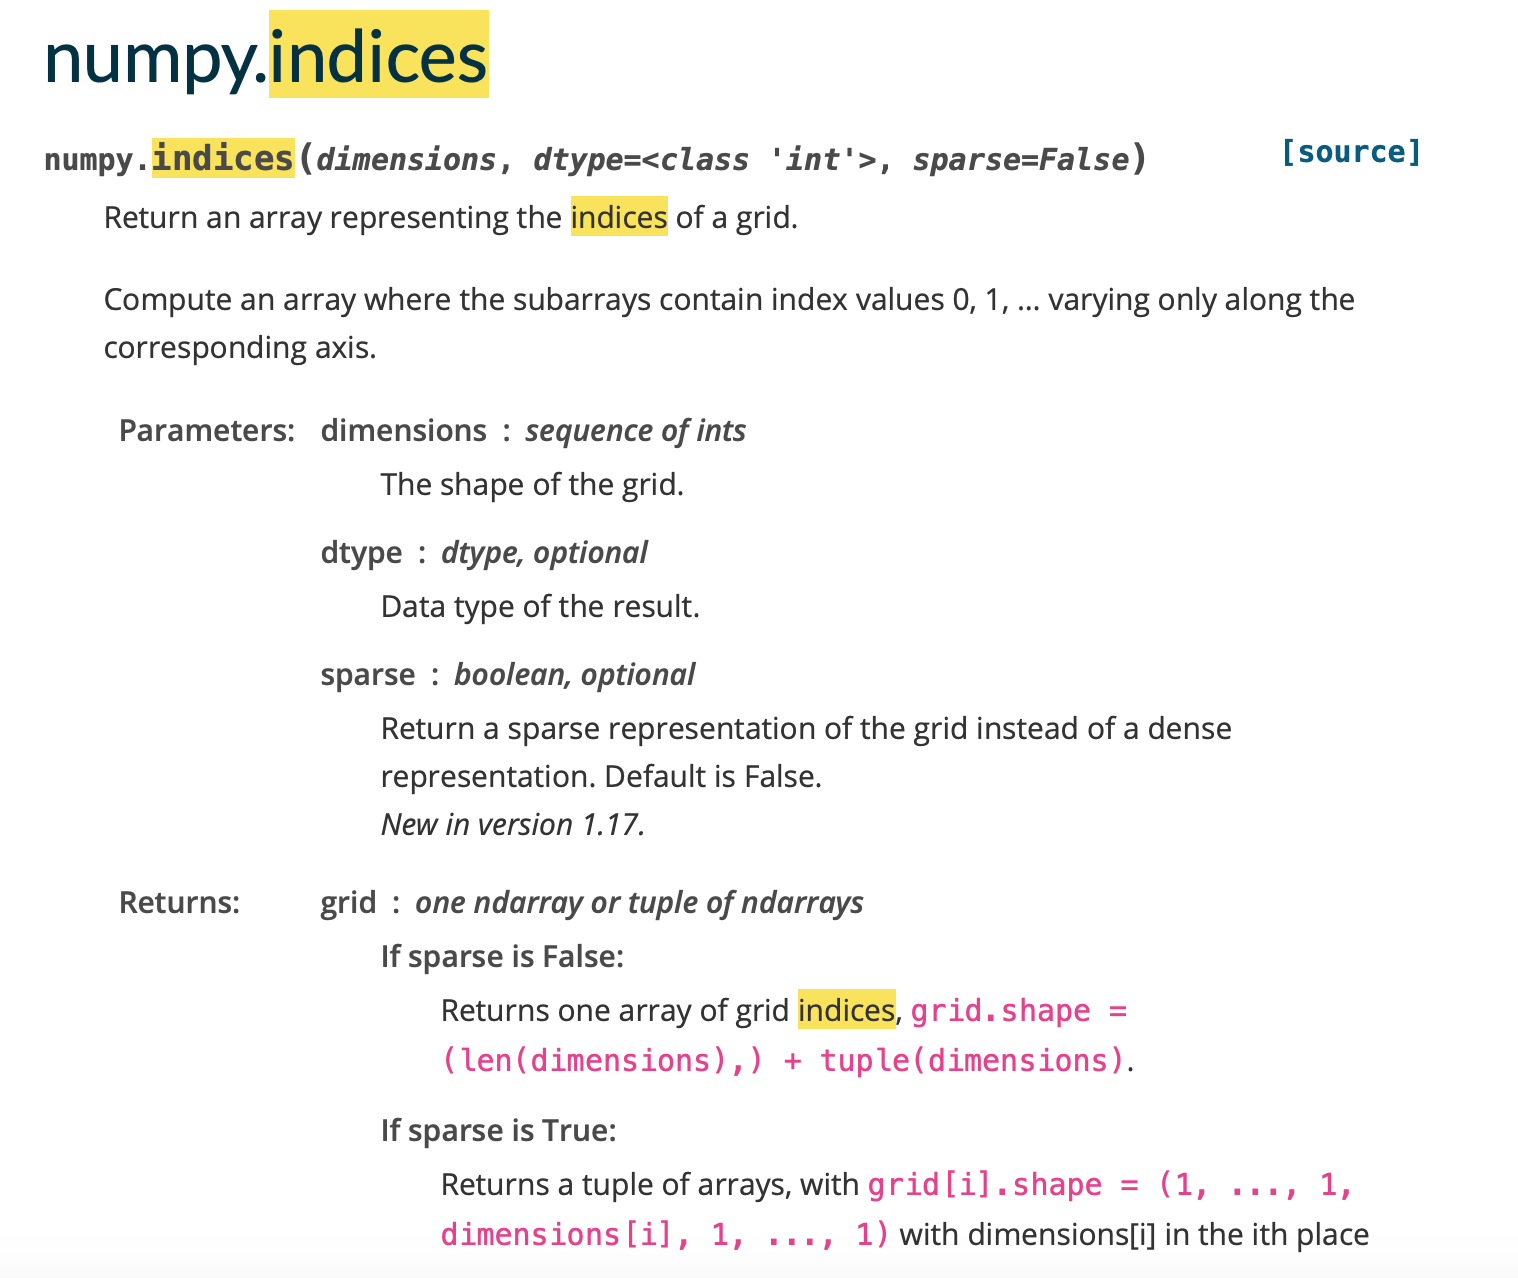 numpy.indices
numpy.indices(dimensions, dtype=<class 'int'>, sparse=False) [source]
Return an array representing the indices of a grid.
Compute an array where the subarrays contain index values 0, 1, … varying only along the
corresponding axis.
Parameters: dimensions : sequence of ints
The shape of the grid.
dtype : dtype, optional
Data type of the result.
sparse : boolean, optional
Return a sparse representation of the grid instead of a dense
representation. Default is False.
New in version 1.17.
Returns: grid : one ndarray or tuple of ndarrays
If sparse is False:
Returns one array of grid indices, grid.shape =
(len(dimensions),) + tuple(dimensions).
If sparse is True:
Returns a tuple of arrays, with grid[i].shape = (1, ..., 1,
dimensions[i], 1, ..., 1) with dimensions[i] in the ith place